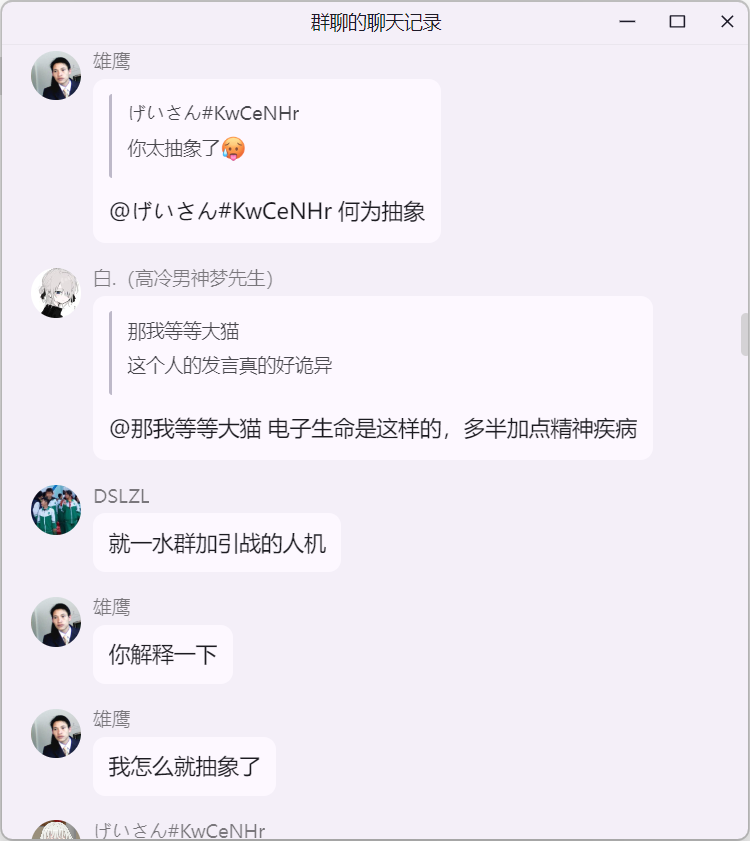 群聊的聊天记录
雄鹰
げいさん#KwCeNHr
你太抽象了🥵
@げいさん#KwCeNHr 何为抽象
白.  (高冷男神梦先生)
那我等等大猫
这个人的发言真的好诡异
@那我等等大猫 电子生命是这样的，多半加点精神疾病
DSLZL
就一水群加引战的人机
雄鹰
你解释一下
雄鹰
我怎么就抽象了
げいさん#KwCeNHr